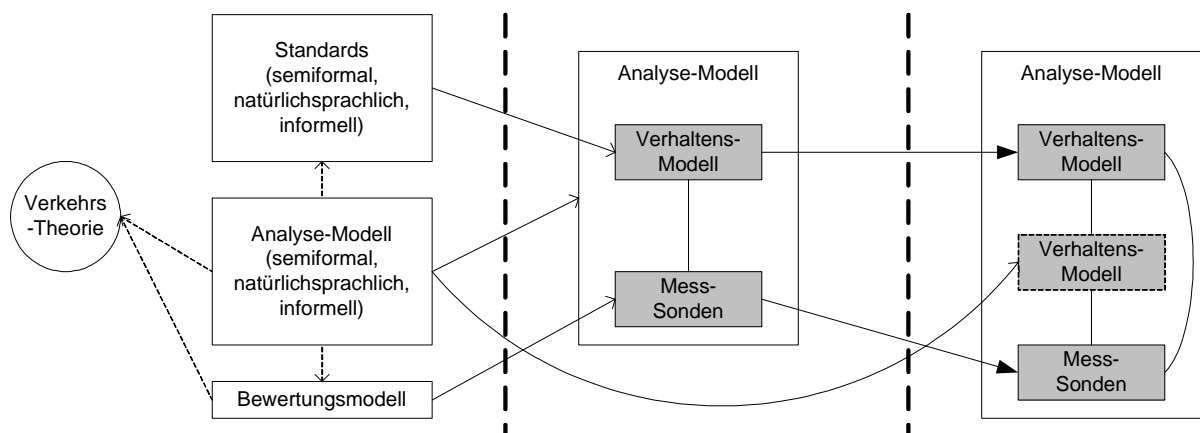 Standards
(semiformal,
natürlichsprachlich,
informell)
Verkehrs
-Theorie
Analyse-Modell
(semiformal,
natürlichsprachlich,
informell)
Bewertungsmodell
Analyse-Modell
Verhaltens-
Modell
Mess-
Sonden
Analyse-Modell
Verhaltens-
Modell
Verhaltens-
Modell
Mess-
Sonden